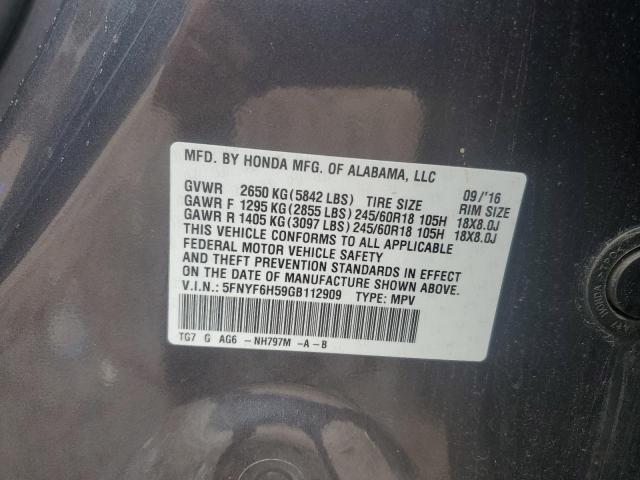 MFD. BY HONDA MFG. OF ALABAMA, LLC 09/'16
GVWR 2650 KG(5842 LBS) TIRE SIZE RIM SIZE
GAWR F 1295 KG(2855 LBS) 245/60R18 105H 18X8.0J
GAWR R 1405 KG(3097 LBS) 245/60R18 105H 18X8.0J
THIS VEHICLE CONFORMS TO ALL APPLICABLE
FEDERAL MOTOR VEHICLE SAFETY
AND THEFT PREVENTION STANDARDS IN EFFECT
ON THE DATE OF MANUFACTURE SHOWN ABOVE.
V.I.N.: 5FNYF6H59GB112909 TYPE: MPV
TG7 G AG6 - NH797M -A-B
HONDA